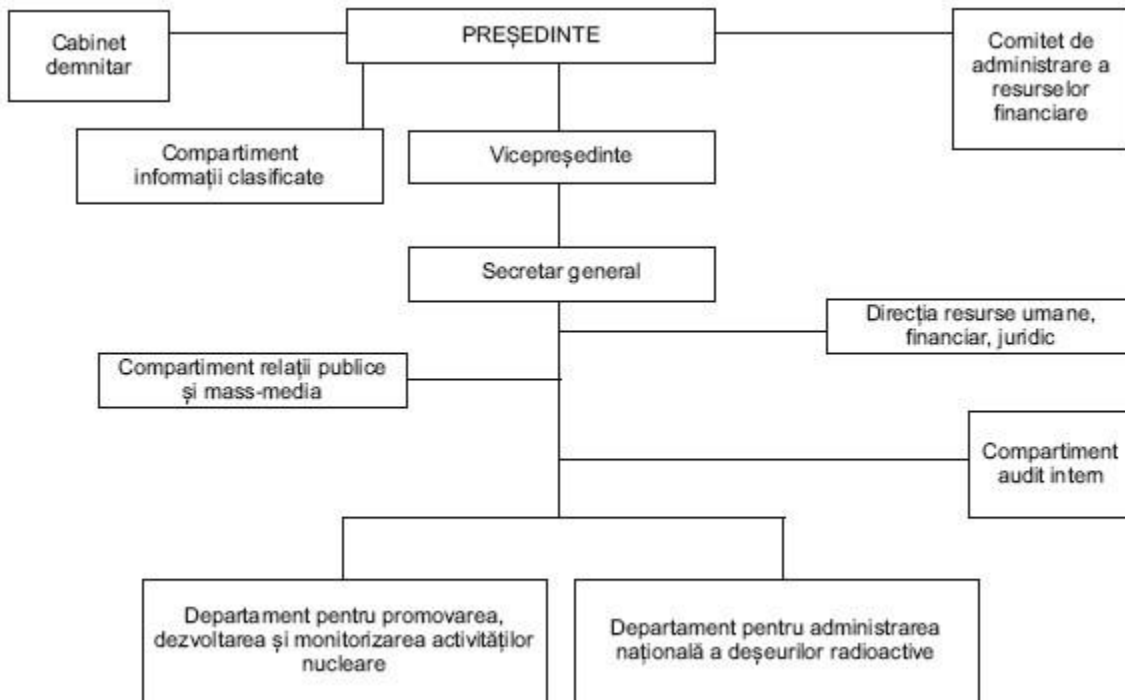 Cabinet
demnitar
PREȘEDINTE
Comitet de
administrare a
resurselor
financiare
Compartiment
informații clasificate
Vicepreședinte
Secretar general
Direcția resurse umane,
financiar, juridic
Compartiment relații publice
și mass-media
Compartiment
audit intern
Departament pentru promovarea,
dezvoltarea și monitorizarea activităților
nucleare
Departament pentru administrarea
națională a deșeurilor radioactive